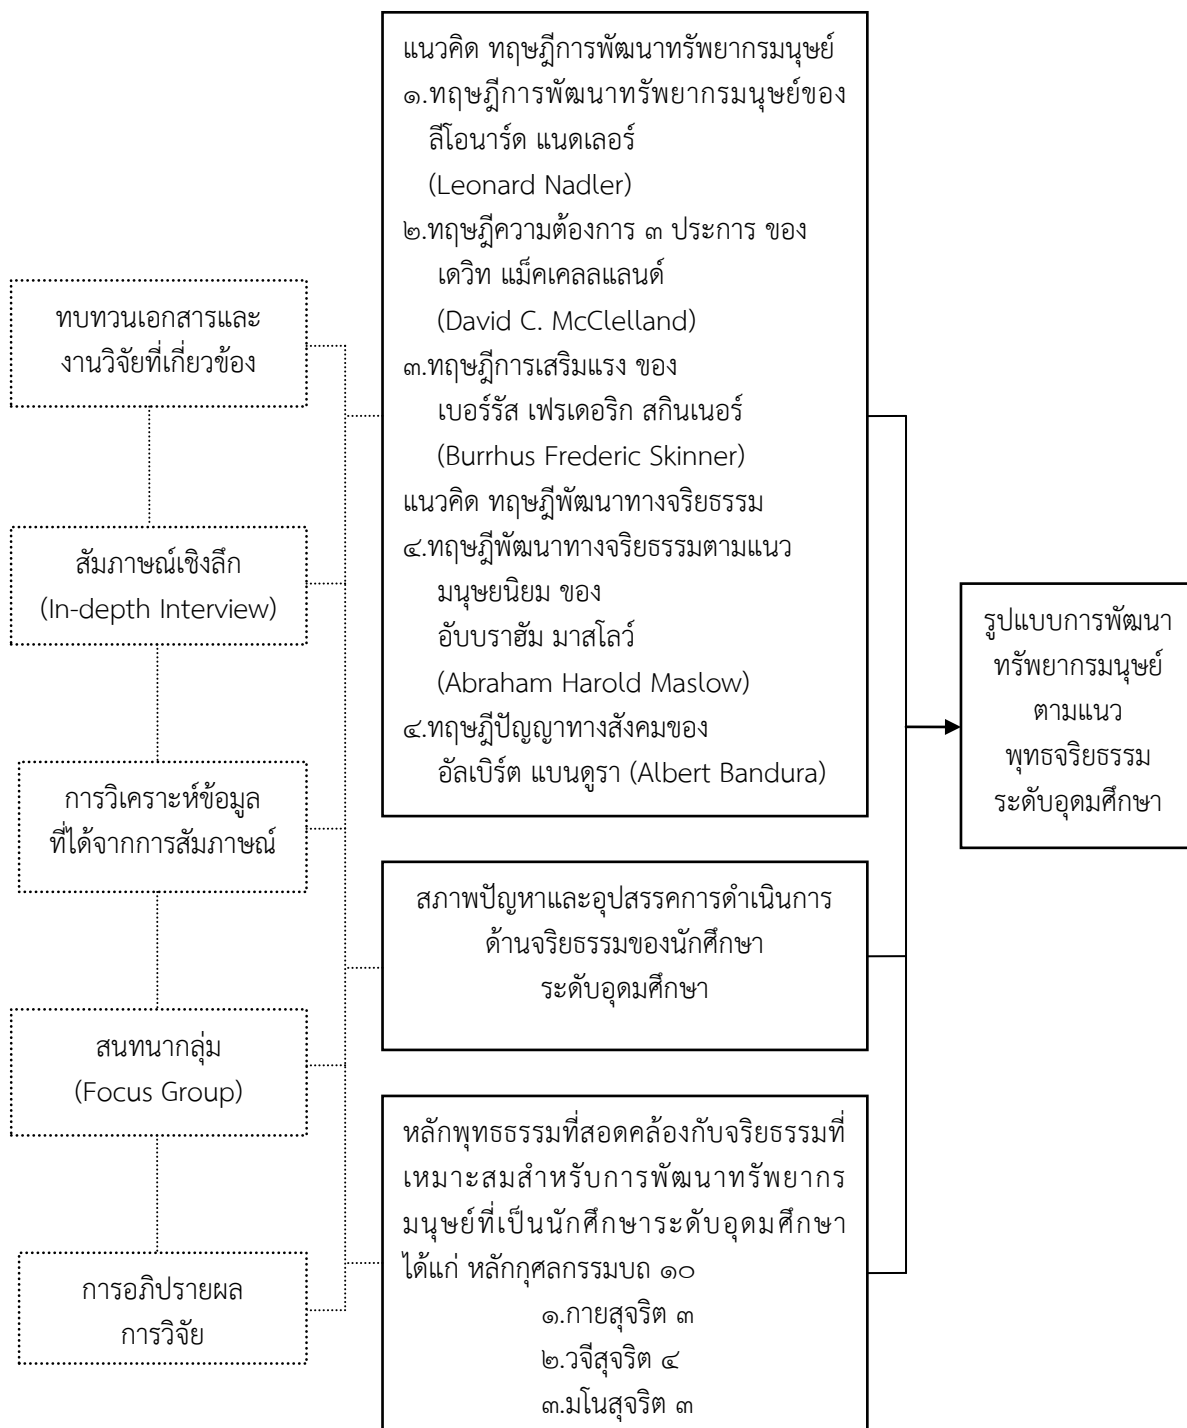 ทบทวนเอกสารและ
งานวิจัยที่เกี่ยวข้อง
สัมภาษณ์เชิงลึก
(In-depth Interview)
การวิเคราะห์ข้อมูล
ที่ได้จากการสัมภาษณ์
สนทนากลุ่ม
(Focus Group)
การอภิปรายผล
การวิจัย
แนวคิด ทฤษฎีการพัฒนาทรัพยากรมนุษย์
๑.ทฤษฎีการพัฒนาทรัพยากรมนุษย์ของ
ลีโอนาร์ด แนดเลอร์
(Leonard Nadler)
๒.ทฤษฎีความต้องการ ๓ ประการ ของ
เดวิท แม็คเคลลแลนด์
(David C. McClelland)
๓.ทฤษฎีการเสริมแรง ของ
เบอร์รัส เฟรเดอริก สกินเนอร์
(Burrhus Frederic Skinner)
แนวคิด ทฤษฎีพัฒนาทางจริยธรรม
๔.ทฤษฎีพัฒนาทางจริยธรรมตามแนว
มนุษยนิยม ของ
อับบราฮัม มาสโลว์
(Abraham Harold Maslow)
๔.ทฤษฎีปัญญาทางสังคมของ
อัลเบิร์ต แบนดูรา (Albert Bandura)
สภาพปัญหาและอุปสรรคการดำเนินการ
ด้านจริยธรรมของนักศึกษา
ระดับอุดมศึกษา
หลักพุทธธรรมที่สอดคล้องกับจริยธรรมที่
เหมาะสมสำหรับการพัฒนาทรัพยากร
มนุษย์ที่เป็นนักศึกษาระดับอุดมศึกษา
ได้แก่ หลักกุศลกรรมบถ ๑๐
๑.กายสุจริต ๓
๒.วจีสุจริต ๔
๓.มโนสุจริต ๓
รูปแบบการพัฒนา
ทรัพยากรมนุษย์
ตามแนว
พุทธจริยธรรม
ระดับอุดมศึกษา